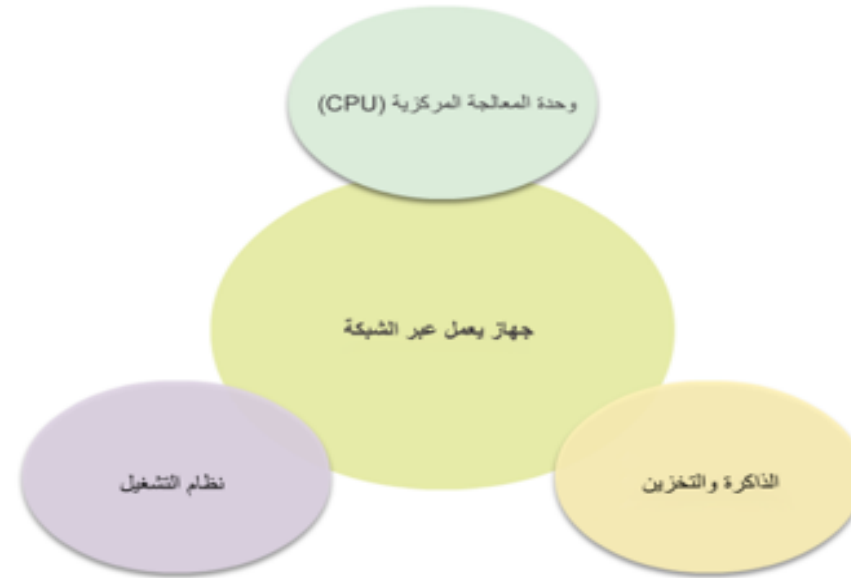 وحدة المعالجة المركزية (CPU)
جهاز يعمل عبر الشبكة
الذاكرة والتخزين
نظام التشغيل